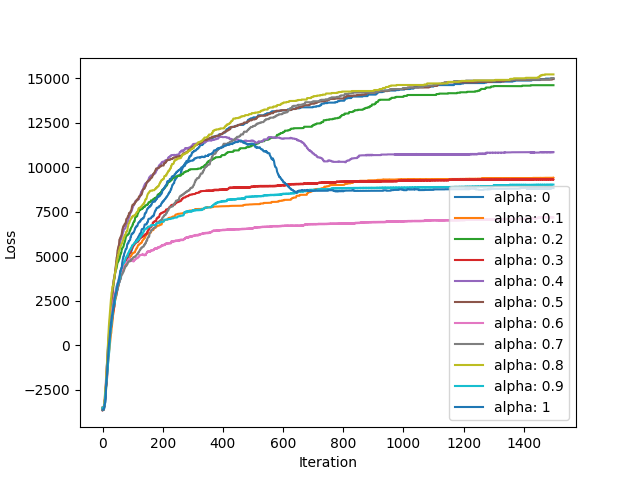 15000
12500
10000
7500
5000
2500
0
−2500
Loss
0
200
400
600
800
1000
1200
1400
Iteration
alpha: 0
alpha: 0.1
alpha: 0.2
alpha: 0.3
alpha: 0.4
alpha: 0.5
alpha: 0.6
alpha: 0.7
alpha: 0.8
alpha: 0.9
alpha: 1